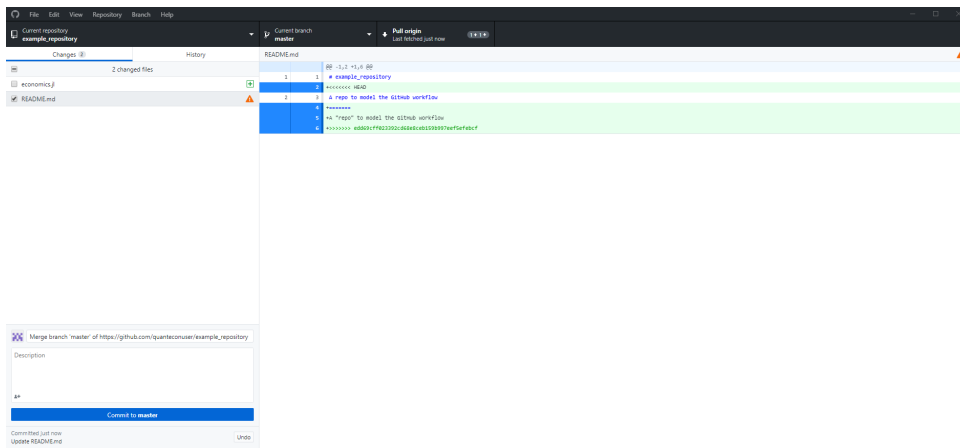 File Edit View Repository Branch Help
Current repository
example_repository
Current branch
master
Pull origin
Last fetched just now
1 1
Changes 2
History
README.md
2 changed files
economics.jl
README.md
@@ -1,2 +1,6 @@
1 1 # example_repository
2 +<<<<<<< HEAD
2 3 A repo to model the GitHub workflow
4 +=======
5 +A "repo" to model the GitHub workflow
6 +>>>>>>>
Merge branch 'master' of https://github.com/quanteconuser/example_repository
Description
Commit to master
Committed just now
Update README.md
Undo